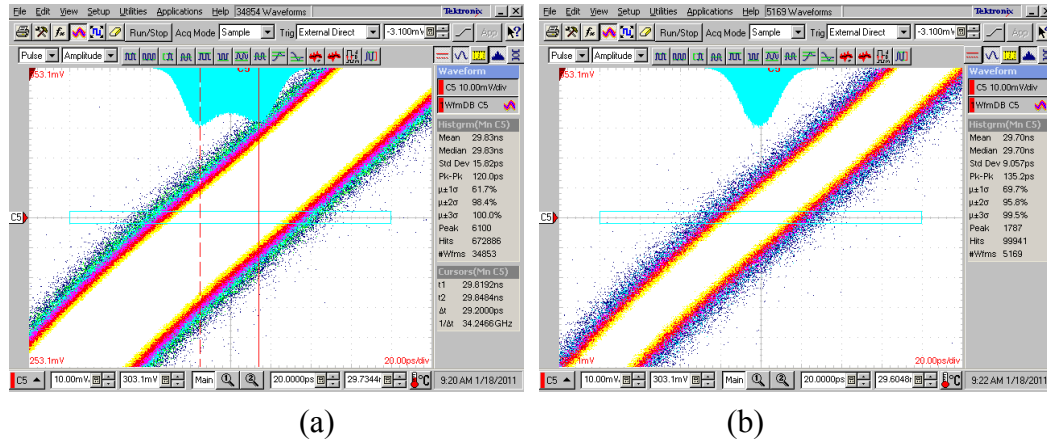 File Edit View Setup Utilities Applications Help 34854 Waveforms Tektronix
Run/Stop Acq Mode Sample Trig External Direct -3.100mV App
Pulse Amplitude
353.1mV
C5
Waveform
C5 10.00mV/div
1 WfmDB C5
Histgrm(Mn C5)
Mean 29.83ns
Median 29.83ns
Std Dev 15.82ps
Pk-Pk 120.0ps
µ±1σ 61.7%
µ±2σ 98.4%
µ±3σ 100.0%
Peak 6100
Hits 672886
#Wfms 34853
Cursors(Mn C5)
t1 29.8192ns
t2 29.8484ns
Δt 29.2000ps
1/Δt 34.2466GHz
C5
253.1mV 20.00ps/div
C5 10.00mV 303.1mV Main 20.0000ps 29.7344r °C 9:20 AM 1/18/2011
(a)
File Edit View Setup Utilities Applications Help 5169 Waveforms Tektronix
Run/Stop Acq Mode Sample Trig External Direct -3.100mV App
Pulse Amplitude
353.1mV
C5
Waveform
C5 10.00mV/div
1 WfmDB C5
Histgrm(Mn C5)
Mean 29.70ns
Median 29.70ns
Std Dev 9.057ps
Pk-Pk 135.2ps
µ±1σ 69.7%
µ±2σ 95.8%
µ±3σ 99.5%
Peak 1787
Hits 99941
#Wfms 5169
C5
20.00ps/div
C5 10.00mV 303.1mV Main 20.0000ps 29.6048r °C 9:22 AM 1/18/2011
(b)